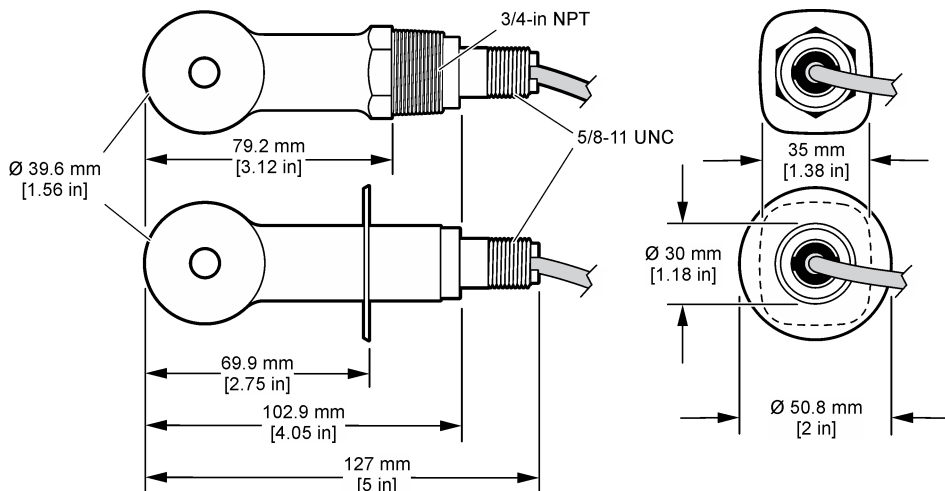 3/4-in NPT
79.2 mm
[3.12 in]
5/8-11 UNC
35 mm
[1.38 in]
Ø 39.6 mm
[1.56 in]
Ø 30 mm
[1.18 in]
69.9 mm
[2.75 in]
102.9 mm
[4.05 in]
Ø 50.8 mm
[2 in]
127 mm
[5 in]